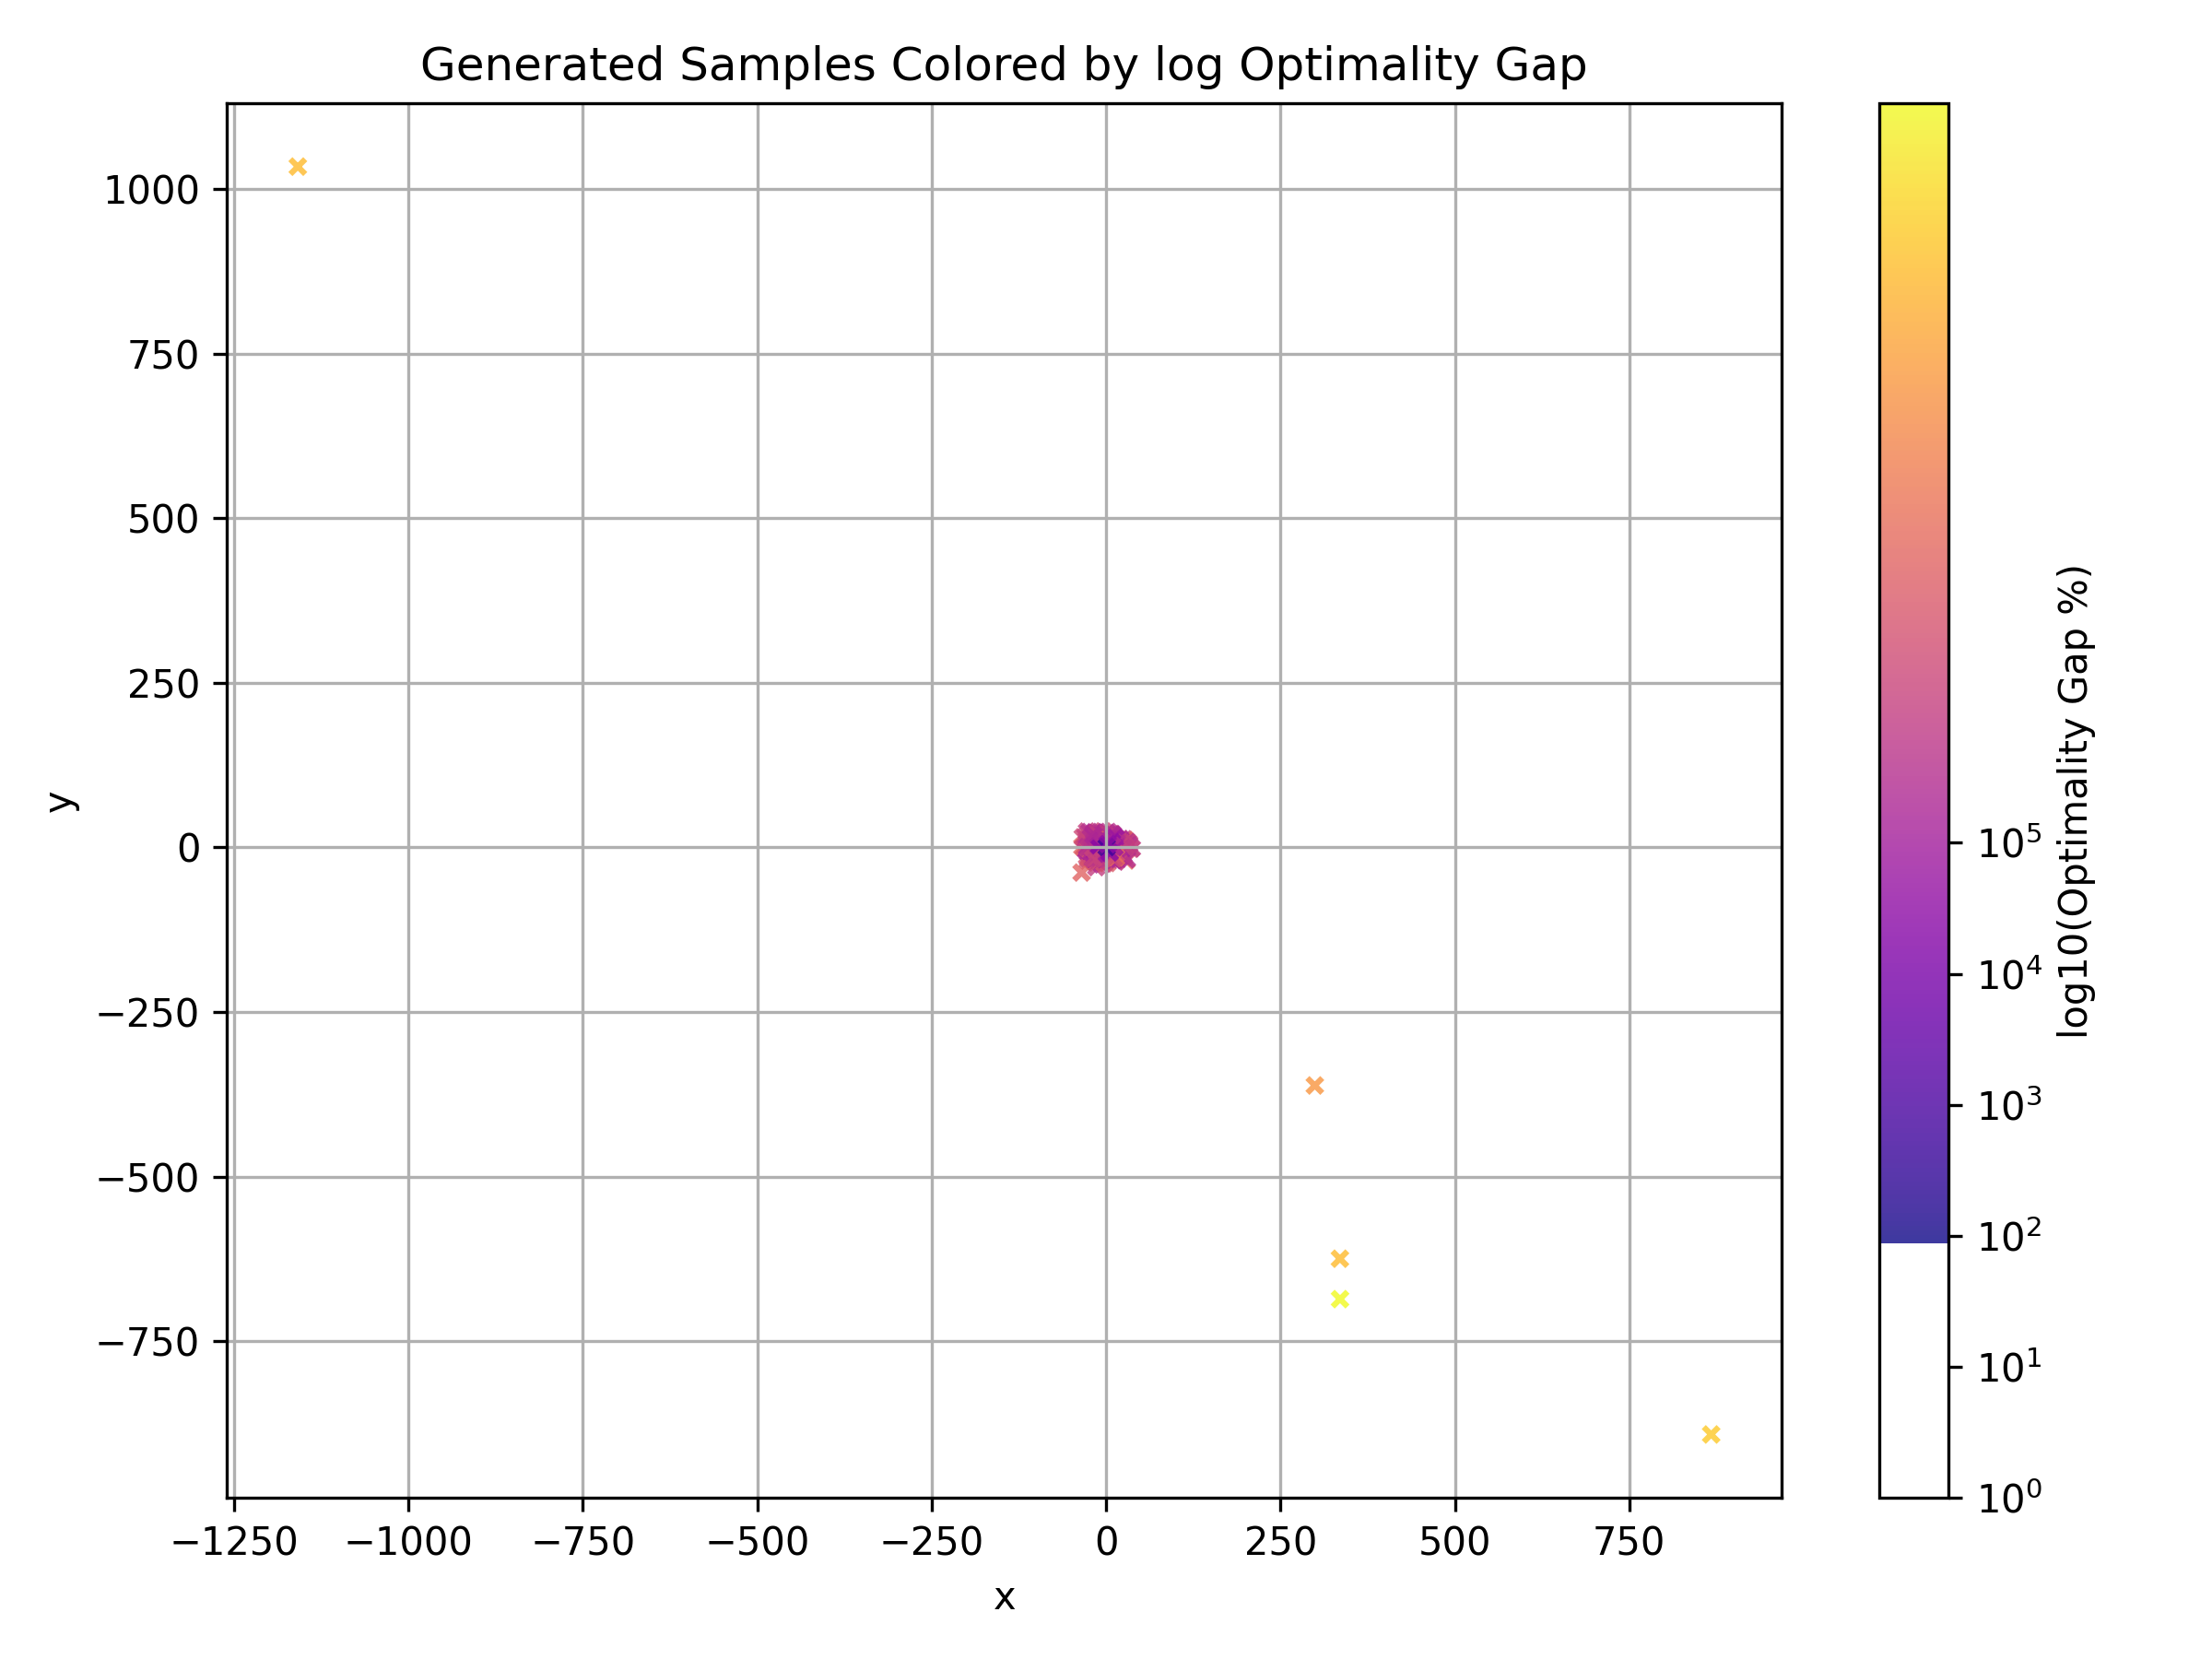 Generated Samples Colored by log Optimality Gap
1000
750
500
250
0
−250
−500
−750
y
−1250 −1000 −750 −500 −250 0 250 500 750
x
10⁵
10⁴
10³
10²
10¹
10⁰
log10(Optimality Gap %)